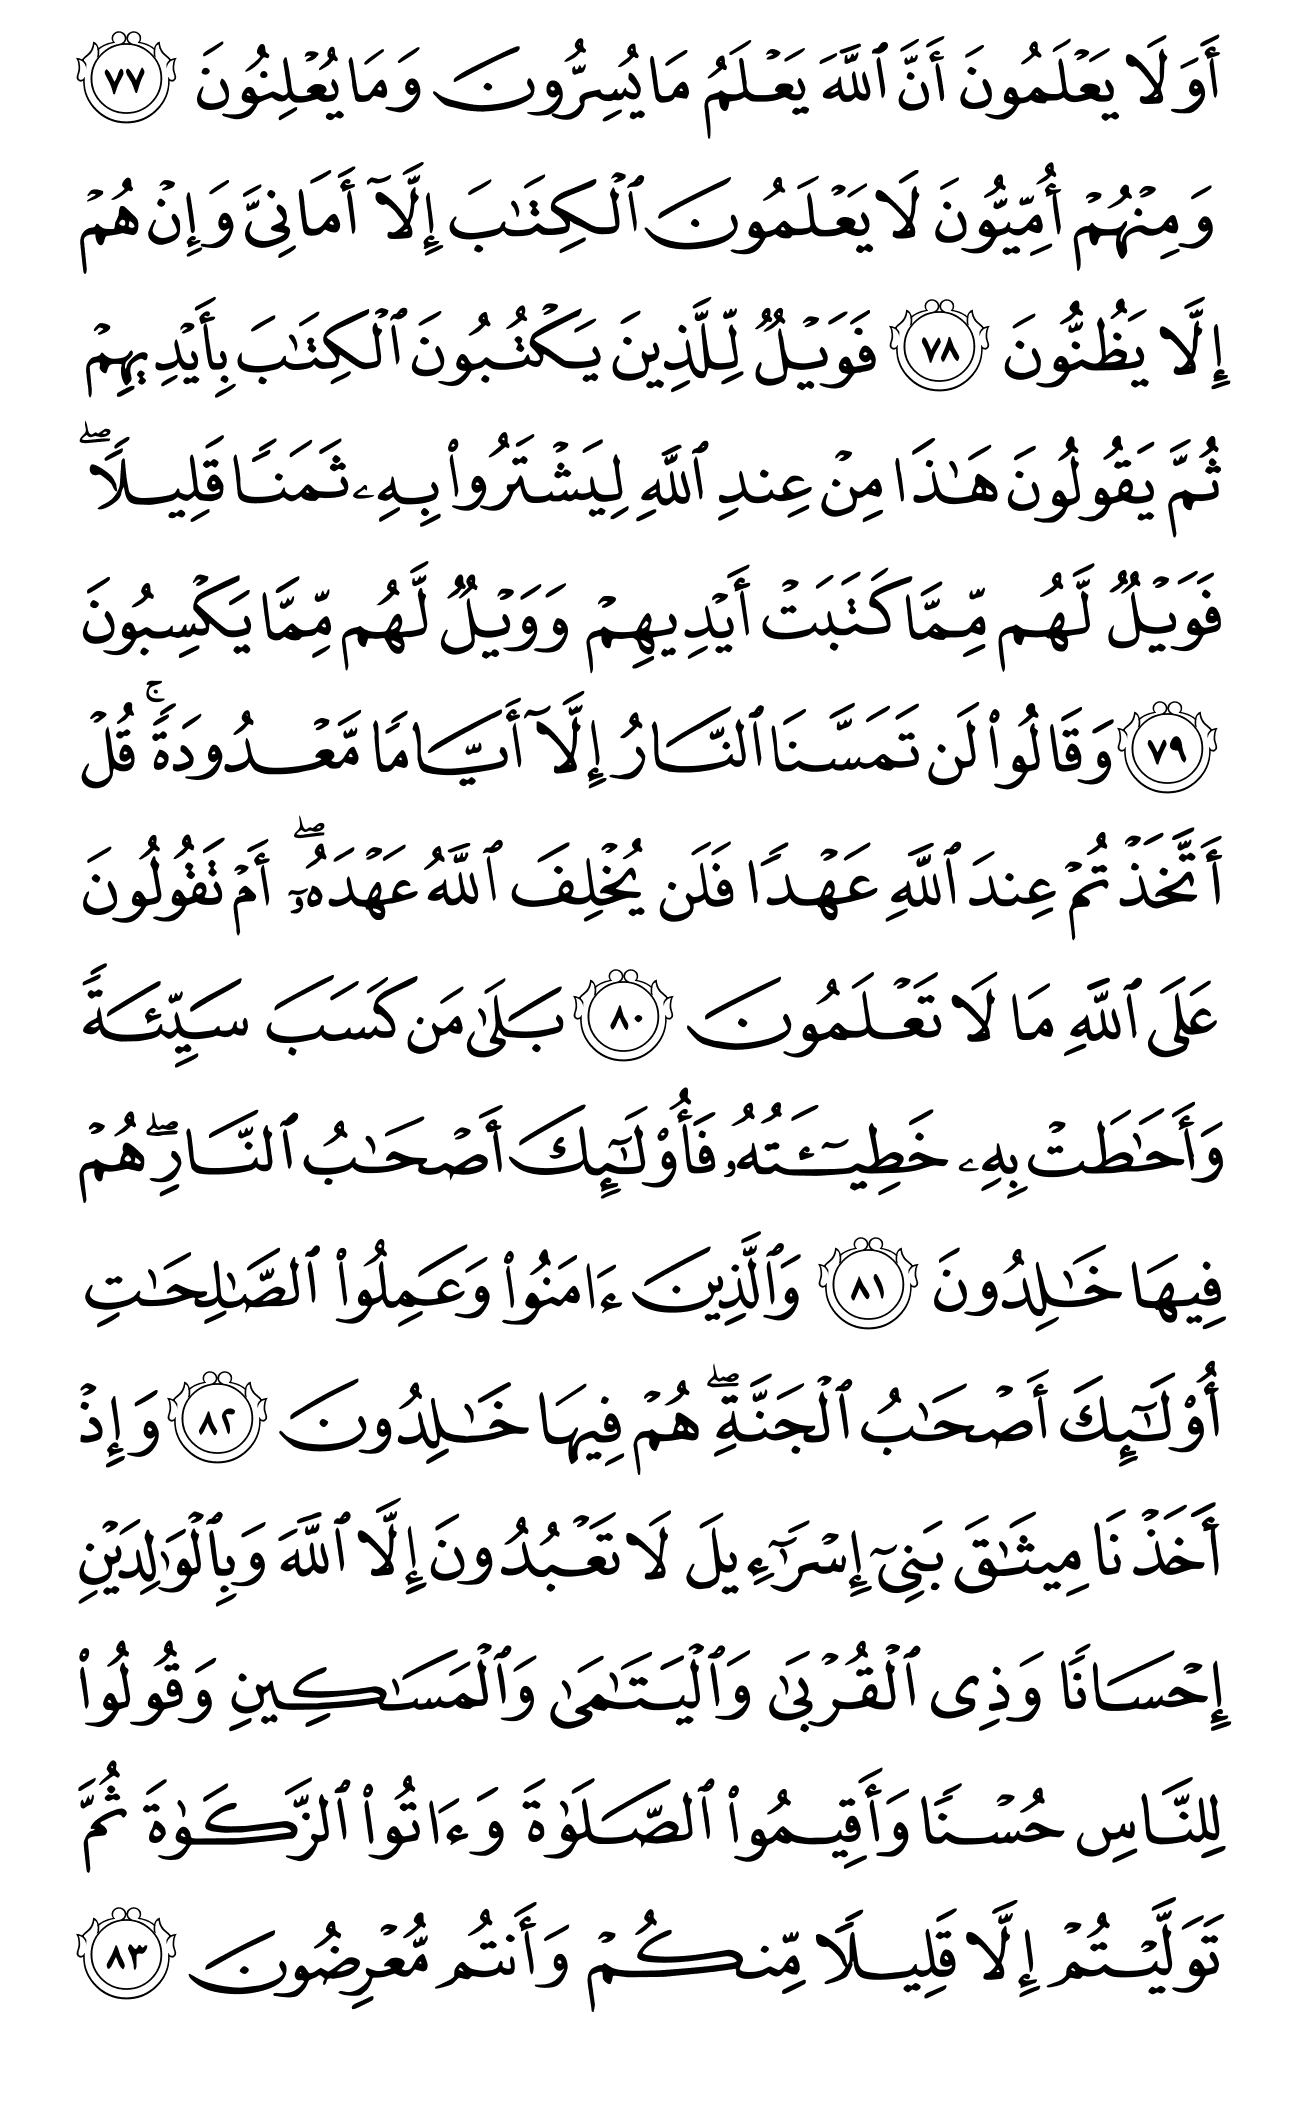 أَوَلَا يَعْلَمُونَ أَنَّ ٱللَّهَ يَعْلَمُ مَا يُسِرُّونَ وَمَا يُعْلِنُونَ ٧٧
وَمِنْهُمْ أُمِّيُّونَ لَا يَعْلَمُونَ ٱلْكِتَٰبَ إِلَّآ أَمَانِىَّ وَإِنْ هُمْ
إِلَّا يَظُنُّونَ ٧٨ فَوَيْلٌ لِّلَّذِينَ يَكْتُبُونَ ٱلْكِتَٰبَ بِأَيْدِيهِمْ
ثُمَّ يَقُولُونَ هَٰذَا مِنْ عِندِ ٱللَّهِ لِيَشْتَرُوا۟ بِهِۦ ثَمَنًا قَلِيلًا ۖ
فَوَيْلٌ لَّهُم مِّمَّا كَتَبَتْ أَيْدِيهِمْ وَوَيْلٌ لَّهُم مِّمَّا يَكْسِبُونَ
٧٩ وَقَالُوا۟ لَن تَمَسَّنَا ٱلنَّارُ إِلَّآ أَيَّامًا مَّعْدُودَةً ۚ قُلْ
أَتَّخَذْتُمْ عِندَ ٱللَّهِ عَهْدًا فَلَن يُخْلِفَ ٱللَّهُ عَهْدَهُۥٓ ۖ أَمْ تَقُولُونَ
عَلَى ٱللَّهِ مَا لَا تَعْلَمُونَ ٨٠ بَلَىٰ مَن كَسَبَ سَيِّئَةً
وَأَحَٰطَتْ بِهِۦ خَطِيٓـَٔتُهُۥ فَأُو۟لَٰٓئِكَ أَصْحَٰبُ ٱلنَّارِ ۖ هُمْ
فِيهَا خَٰلِدُونَ ٨١ وَٱلَّذِينَ ءَامَنُوا۟ وَعَمِلُوا۟ ٱلصَّٰلِحَٰتِ
أُو۟لَٰٓئِكَ أَصْحَٰبُ ٱلْجَنَّةِ ۖ هُمْ فِيهَا خَٰلِدُونَ ٨٢ وَإِذْ
أَخَذْنَا مِيثَٰقَ بَنِىٓ إِسْرَٰٓءِيلَ لَا تَعْبُدُونَ إِلَّا ٱللَّهَ وَبِٱلْوَٰلِدَيْنِ
إِحْسَانًا وَذِى ٱلْقُرْبَىٰ وَٱلْيَتَٰمَىٰ وَٱلْمَسَٰكِينِ وَقُولُوا۟
لِلنَّاسِ حُسْنًا وَأَقِيمُوا۟ ٱلصَّلَوٰةَ وَءَاتُوا۟ ٱلزَّكَوٰةَ ثُمَّ
تَوَلَّيْتُمْ إِلَّا قَلِيلًا مِّنكُمْ وَأَنتُم مُّعْرِضُونَ ٨٣